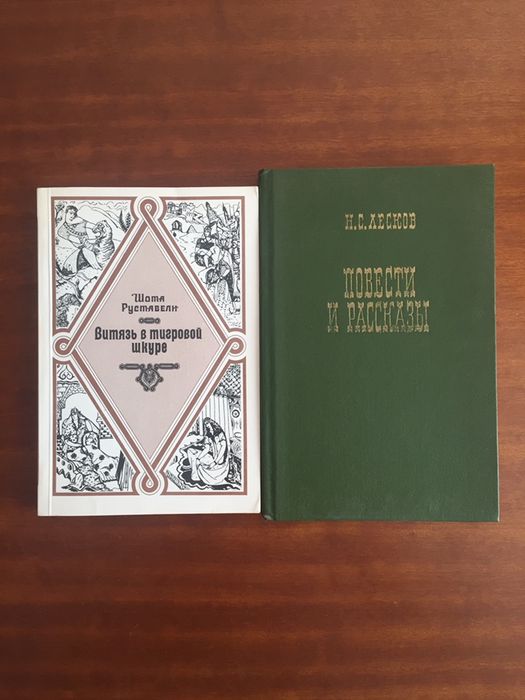 Шота
Руставели
Витязь в тигровой
шкуре
Н.С.ЛЕСКОВ
ПОВЕСТИ
И РАССКАЗЫ